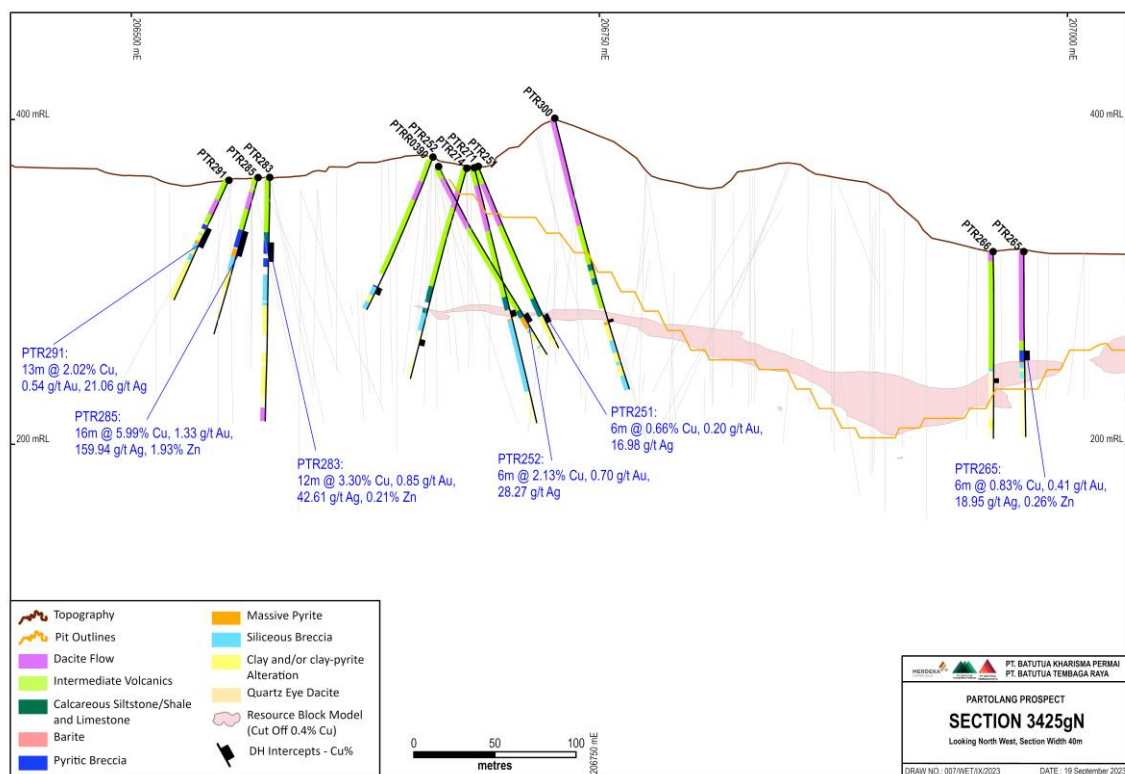 206500 mE
206750 mE
207000 mE
400 mRL
400 mRL
PTR291
PTR285
PTR283
PTRR0390
PTR252
PTR274
PTR271
PTR251
PTR300
PTR266
PTR265
200 mRL
200 mRL
PTR291:
13m @ 2.02% Cu,
0.54 g/t Au, 21.06 g/t Ag
PTR285:
16m @ 5.99% Cu, 1.33 g/t Au,
159.94 g/t Ag, 1.93% Zn
PTR283:
12m @ 3.30% Cu, 0.85 g/t Au,
42.61 g/t Ag, 0.21% Zn
PTR252:
6m @ 2.13% Cu, 0.70 g/t Au,
28.27 g/t Ag
PTR251:
6m @ 0.66% Cu, 0.20 g/t Au,
16.98 g/t Ag
PTR265:
6m @ 0.83% Cu, 0.41 g/t Au,
18.95 g/t Ag, 0.26% Zn
Topography
Pit Outlines
Dacite Flow
Intermediate Volcanics
Calcareous Siltstone/Shale
and Limestone
Barite
Pyritic Breccia
Massive Pyrite
Siliceous Breccia
Clay and/or clay-pyrite
Alteration
Quartz Eye Dacite
Resource Block Model
(Cut Off 0.4% Cu)
DH Intercepts - Cu%
0 50 100
metres
206750 mE
MERDEKA
PT. BATUTUA KHARISMA PERMAI
PT. BATUTUA TEMBAGA RAYA
PARTOLANG PROSPECT
SECTION 3425gN
Looking North West, Section Width 40m
DRAW NO.: 007/WET/IX/2023 DATE : 19 September 2023